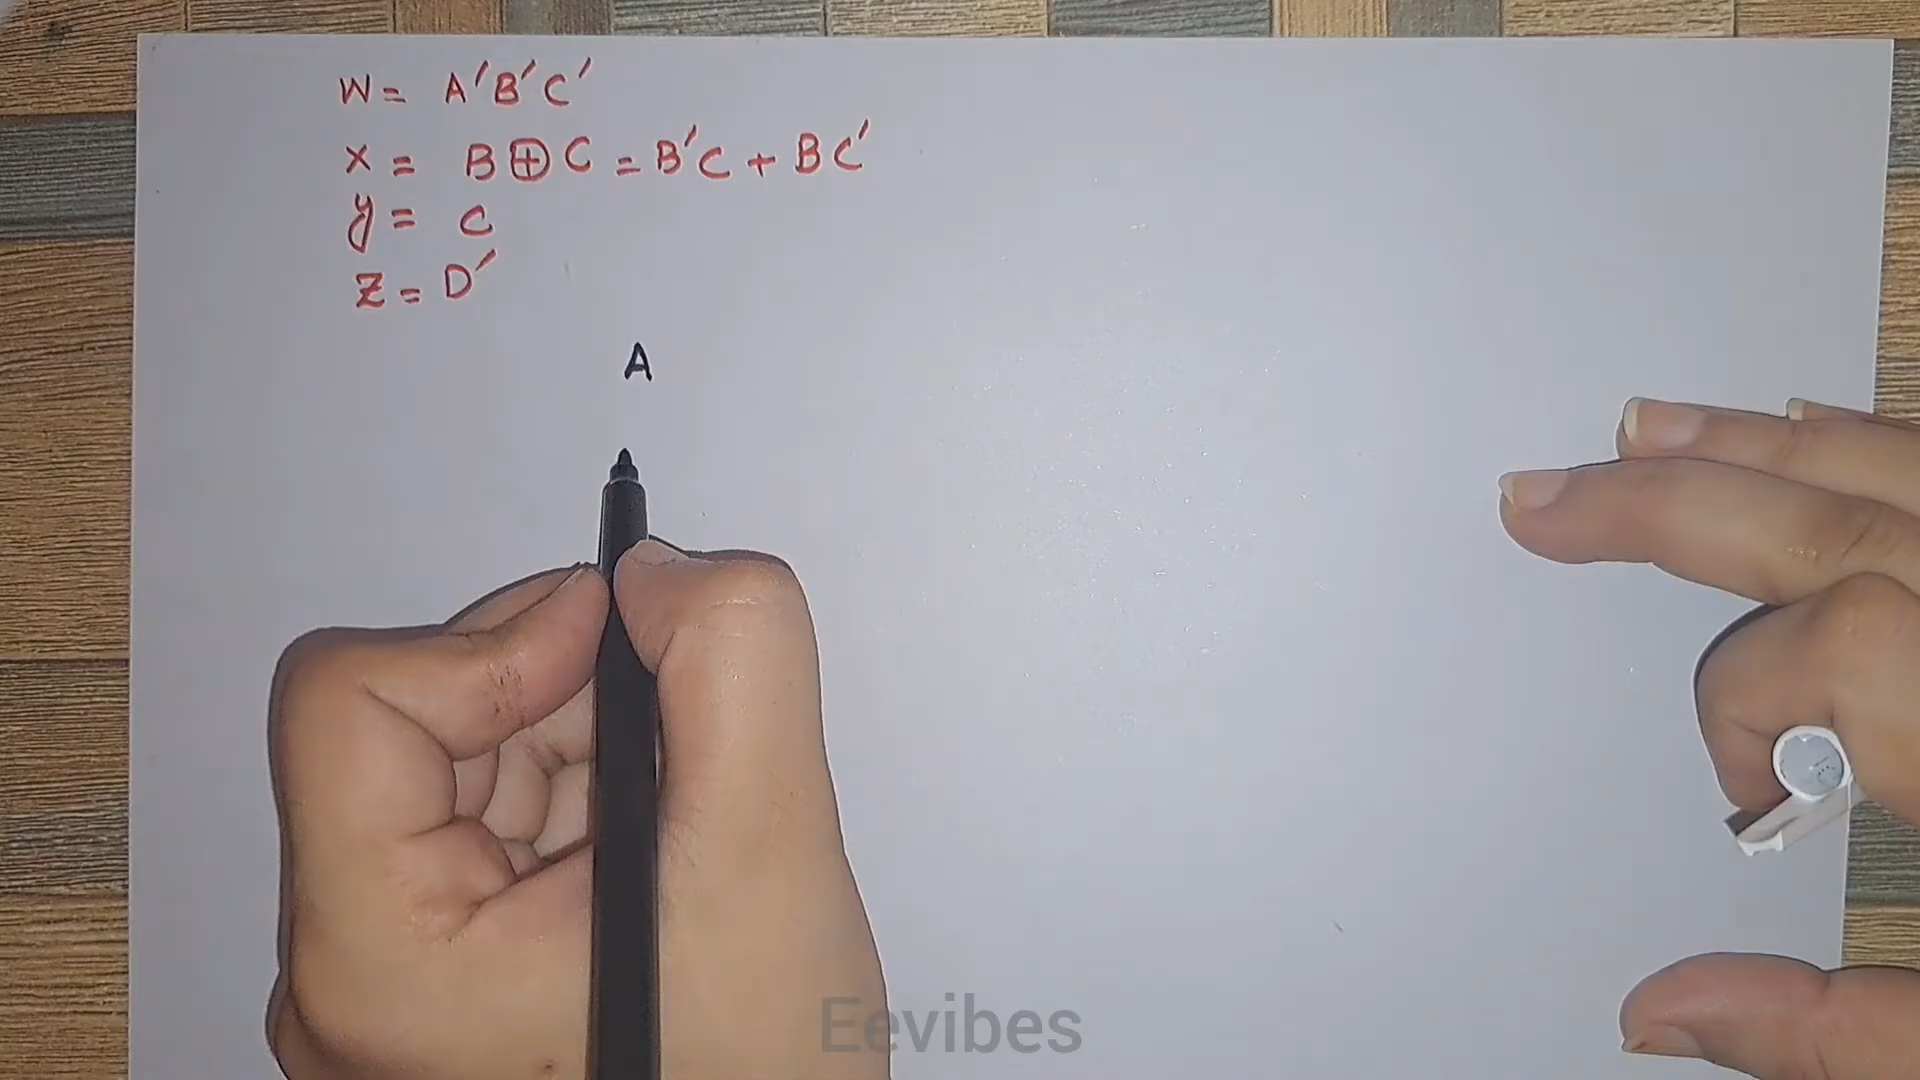 W = A'B'C'
X = B⊕C = B'C + BC'
y = C
Z = D'
A
Eevibes